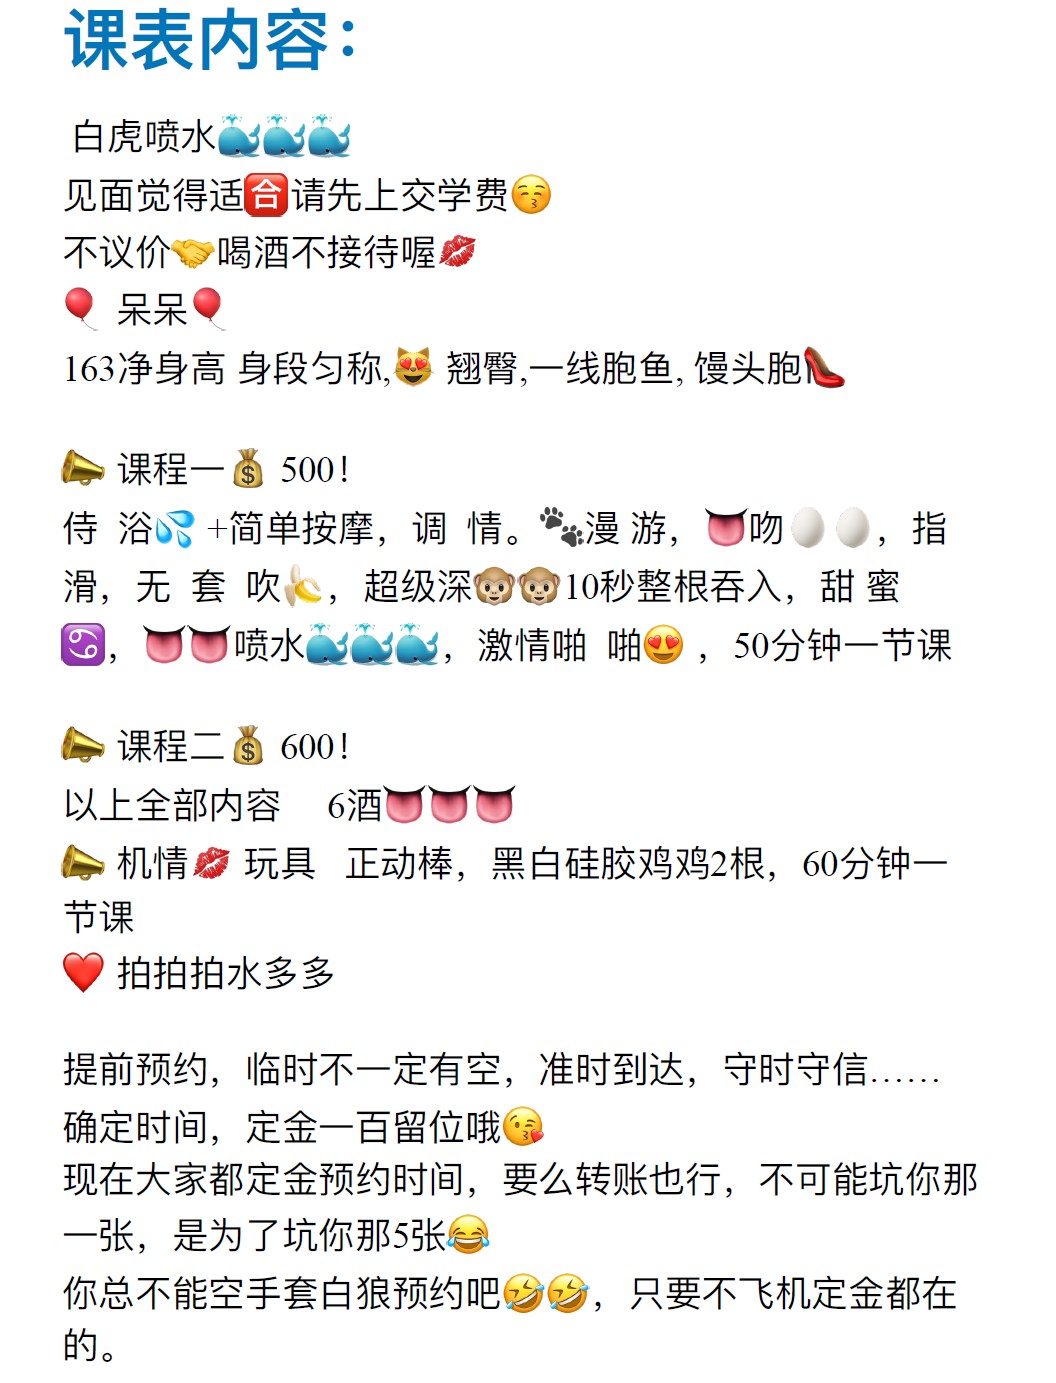 课表内容：
白虎喷水🐳🐳🐳
见面觉得适🈴请先上交学费😚
不议价🤝喝酒不接待喔💋
🎈 呆呆🎈
163净身高 身段匀称,😻 翘臀,一线胞鱼, 馒头胞👠
📣 课程一💰 500！
侍 浴💦 +简单按摩，调 情。🐾漫 游，👅吻🥚🥚，指
滑，无 套 吹🍌，超级深🐵🐵10秒整根吞入，甜 蜜
♋，👅👅喷水🐳🐳🐳，激情啪 啪😍 ，50分钟一节课
📣 课程二💰 600！
以上全部内容 6酒👅👅👅
📣 机情💋 玩具 正动棒，黑白硅胶鸡鸡2根，60分钟一
节课
❤️ 拍拍拍水多多
提前预约，临时不一定有空，准时到达，守时守信……
确定时间，定金一百留位哦😘
现在大家都定金预约时间，要么转账也行，不可能坑你那
一张，是为了坑你那5张😂
你总不能空手套白狼预约吧🤣🤣，只要不飞机定金都在
的。